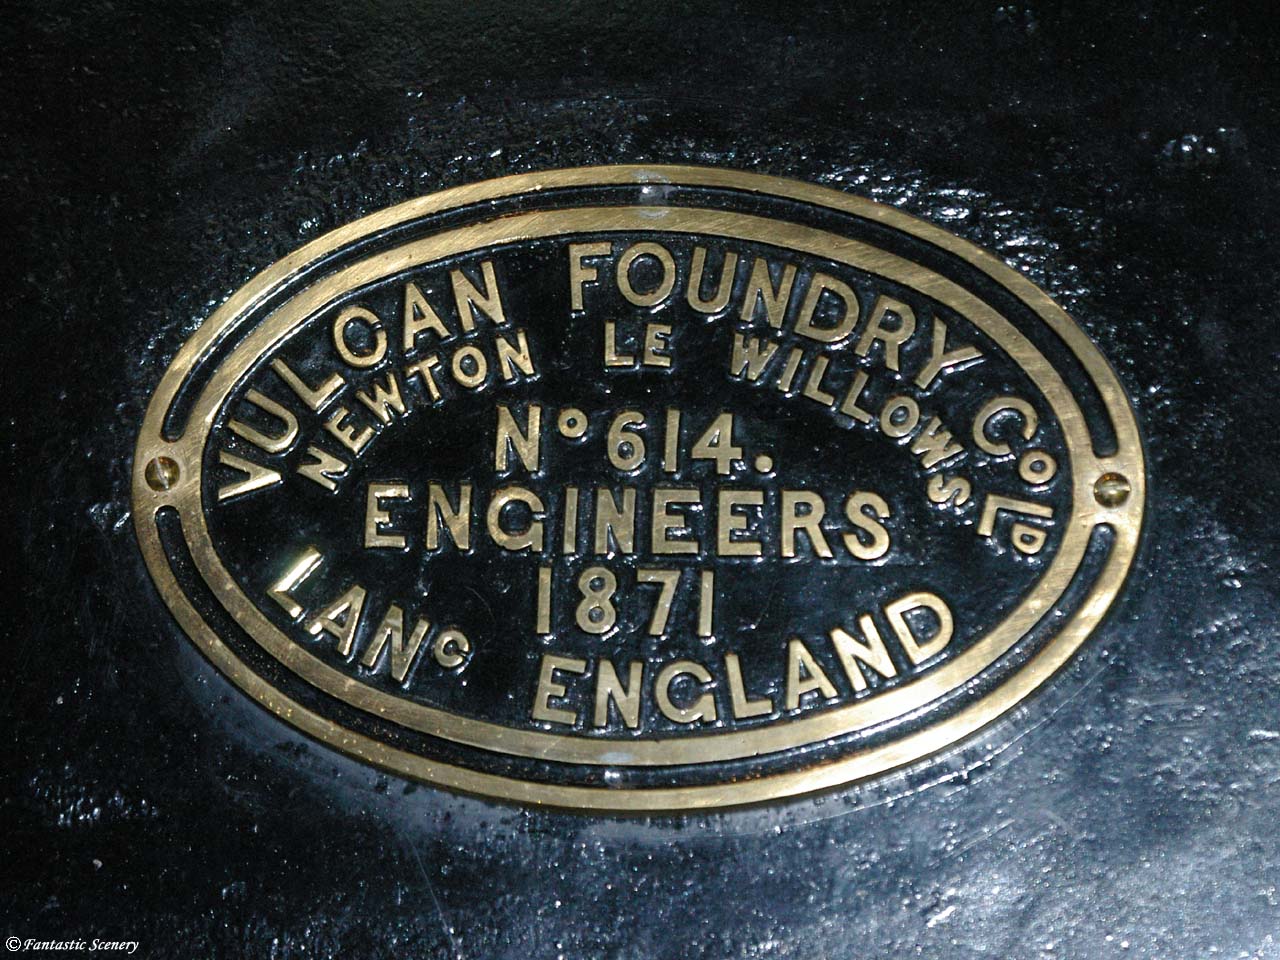 VULCAN FOUNDRY Co LD
NEWTON LE WILLOWS
No 614.
ENGINEERS
1871
LANC ENGLAND
© Fantastic Scenery